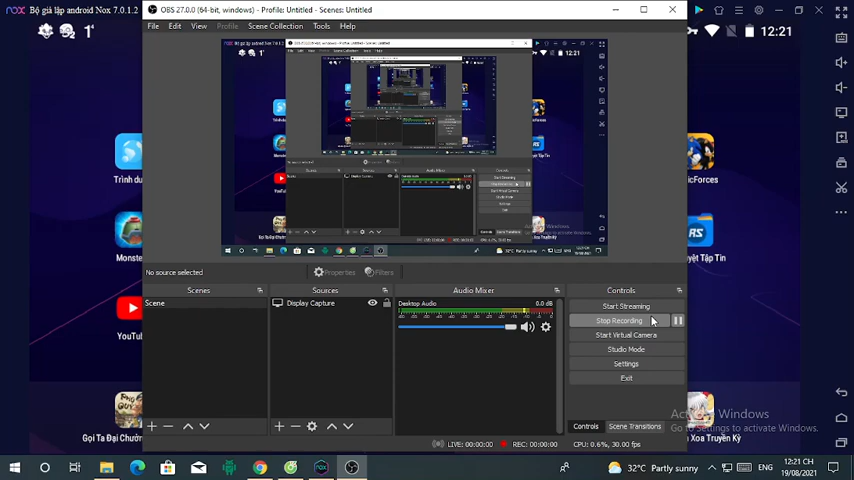 Bộ giả lập android Nox 7.0.1.2
OBS 27.0.0 (64-bit, windows) - Profile: Untitled - Scenes: Untitled
File Edit View Profile Scene Collection Tools Help
1°
12:21
Trình du
Monste
YouTub
Gọi Ta Đại Chưởn
icForces
uyệt Tập
Xoa Truyền Kỳ
No source selected
Properties
Filters
Scenes
Sources
Audio Mixer
Controls
Scene
Display Capture
Desktop Audio
0.0 dB
Start Streaming
Stop Recording
Start Virtual Camera
Studio Mode
Settings
Exit
Controls
Scene Transitions
LIVE: 00:00:00
REC: 00:00:00
CPU: 0.6%, 30.00 fps
Activate Windows
Go to Settings to activate Windows.
32°C Partly sunny
ENG
12:21 CH
19/08/2021